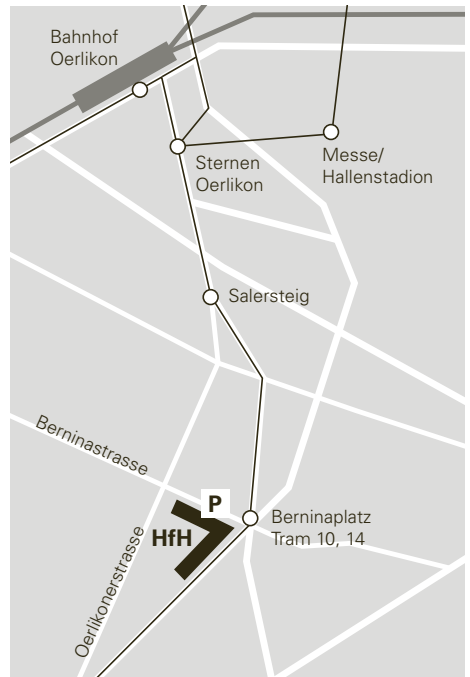 Bahnhof
Oerlikon
Sternen
Oerlikon
Messe/
Hallenstadion
Salersteig
Berninastrasse
P
HfH
Berninaplatz
Tram 10, 14
Oerlikonerstrasse